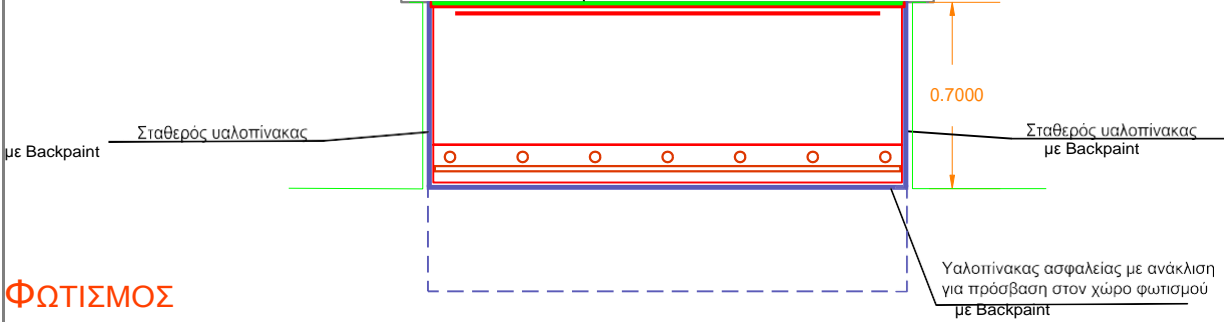 0.7000
Σταθερός υαλοπίνακας
με Backpaint
Σταθερός υαλοπίνακας
με Backpaint
Υαλοπίνακας ασφαλείας με ανάκλιση
για πρόσβαση στον χώρο φωτισμού
με Backpaint
ΦΩΤΙΣΜΟΣ